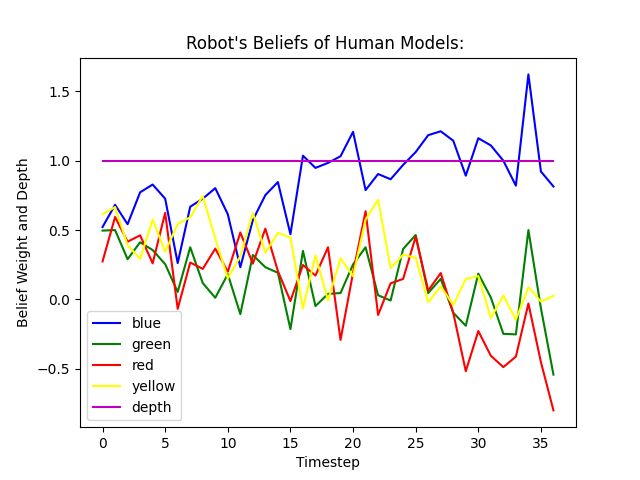 Robot's Beliefs of Human Models:
Belief Weight and Depth
1.5
1.0
0.5
0.0
−0.5
blue
green
red
yellow
depth
0 5 10 15 20 25 30 35
Timestep